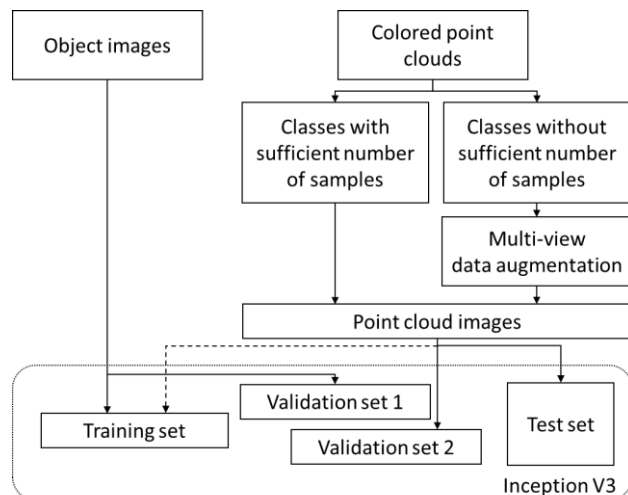 Object images
Colored point
clouds
Classes with
sufficient number
of samples
Classes without
sufficient number
of samples
Multi-view
data augmentation
Point cloud images
Validation set 1
Training set
Validation set 2
Test set
Inception V3